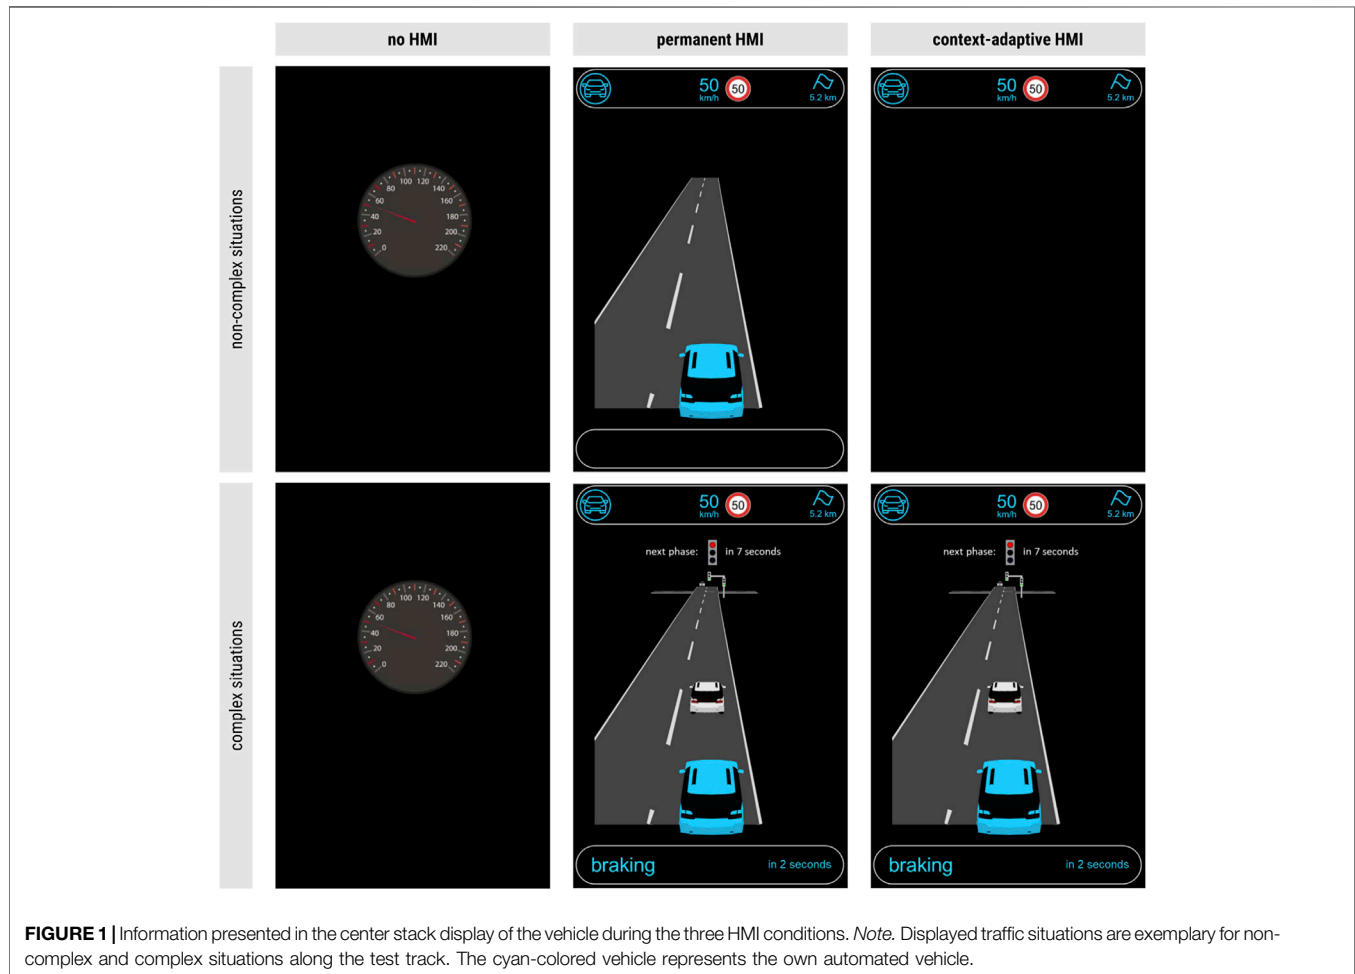 no HMI
permanent HMI
context-adaptive HMI
non-complex situations
0
20
40
60
80
100
120
140
160
180
200
220
50
km/h
50
5.2 km
50
km/h
50
5.2 km
complex situations
0
20
40
60
80
100
120
140
160
180
200
220
50
km/h
50
5.2 km
next phase: in 7 seconds
braking in 2 seconds
50
km/h
50
5.2 km
next phase: in 7 seconds
braking in 2 seconds
FIGURE 1 | Information presented in the center stack display of the vehicle during the three HMI conditions. Note. Displayed traffic situations are exemplary for non-
complex and complex situations along the test track. The cyan-colored vehicle represents the own automated vehicle.